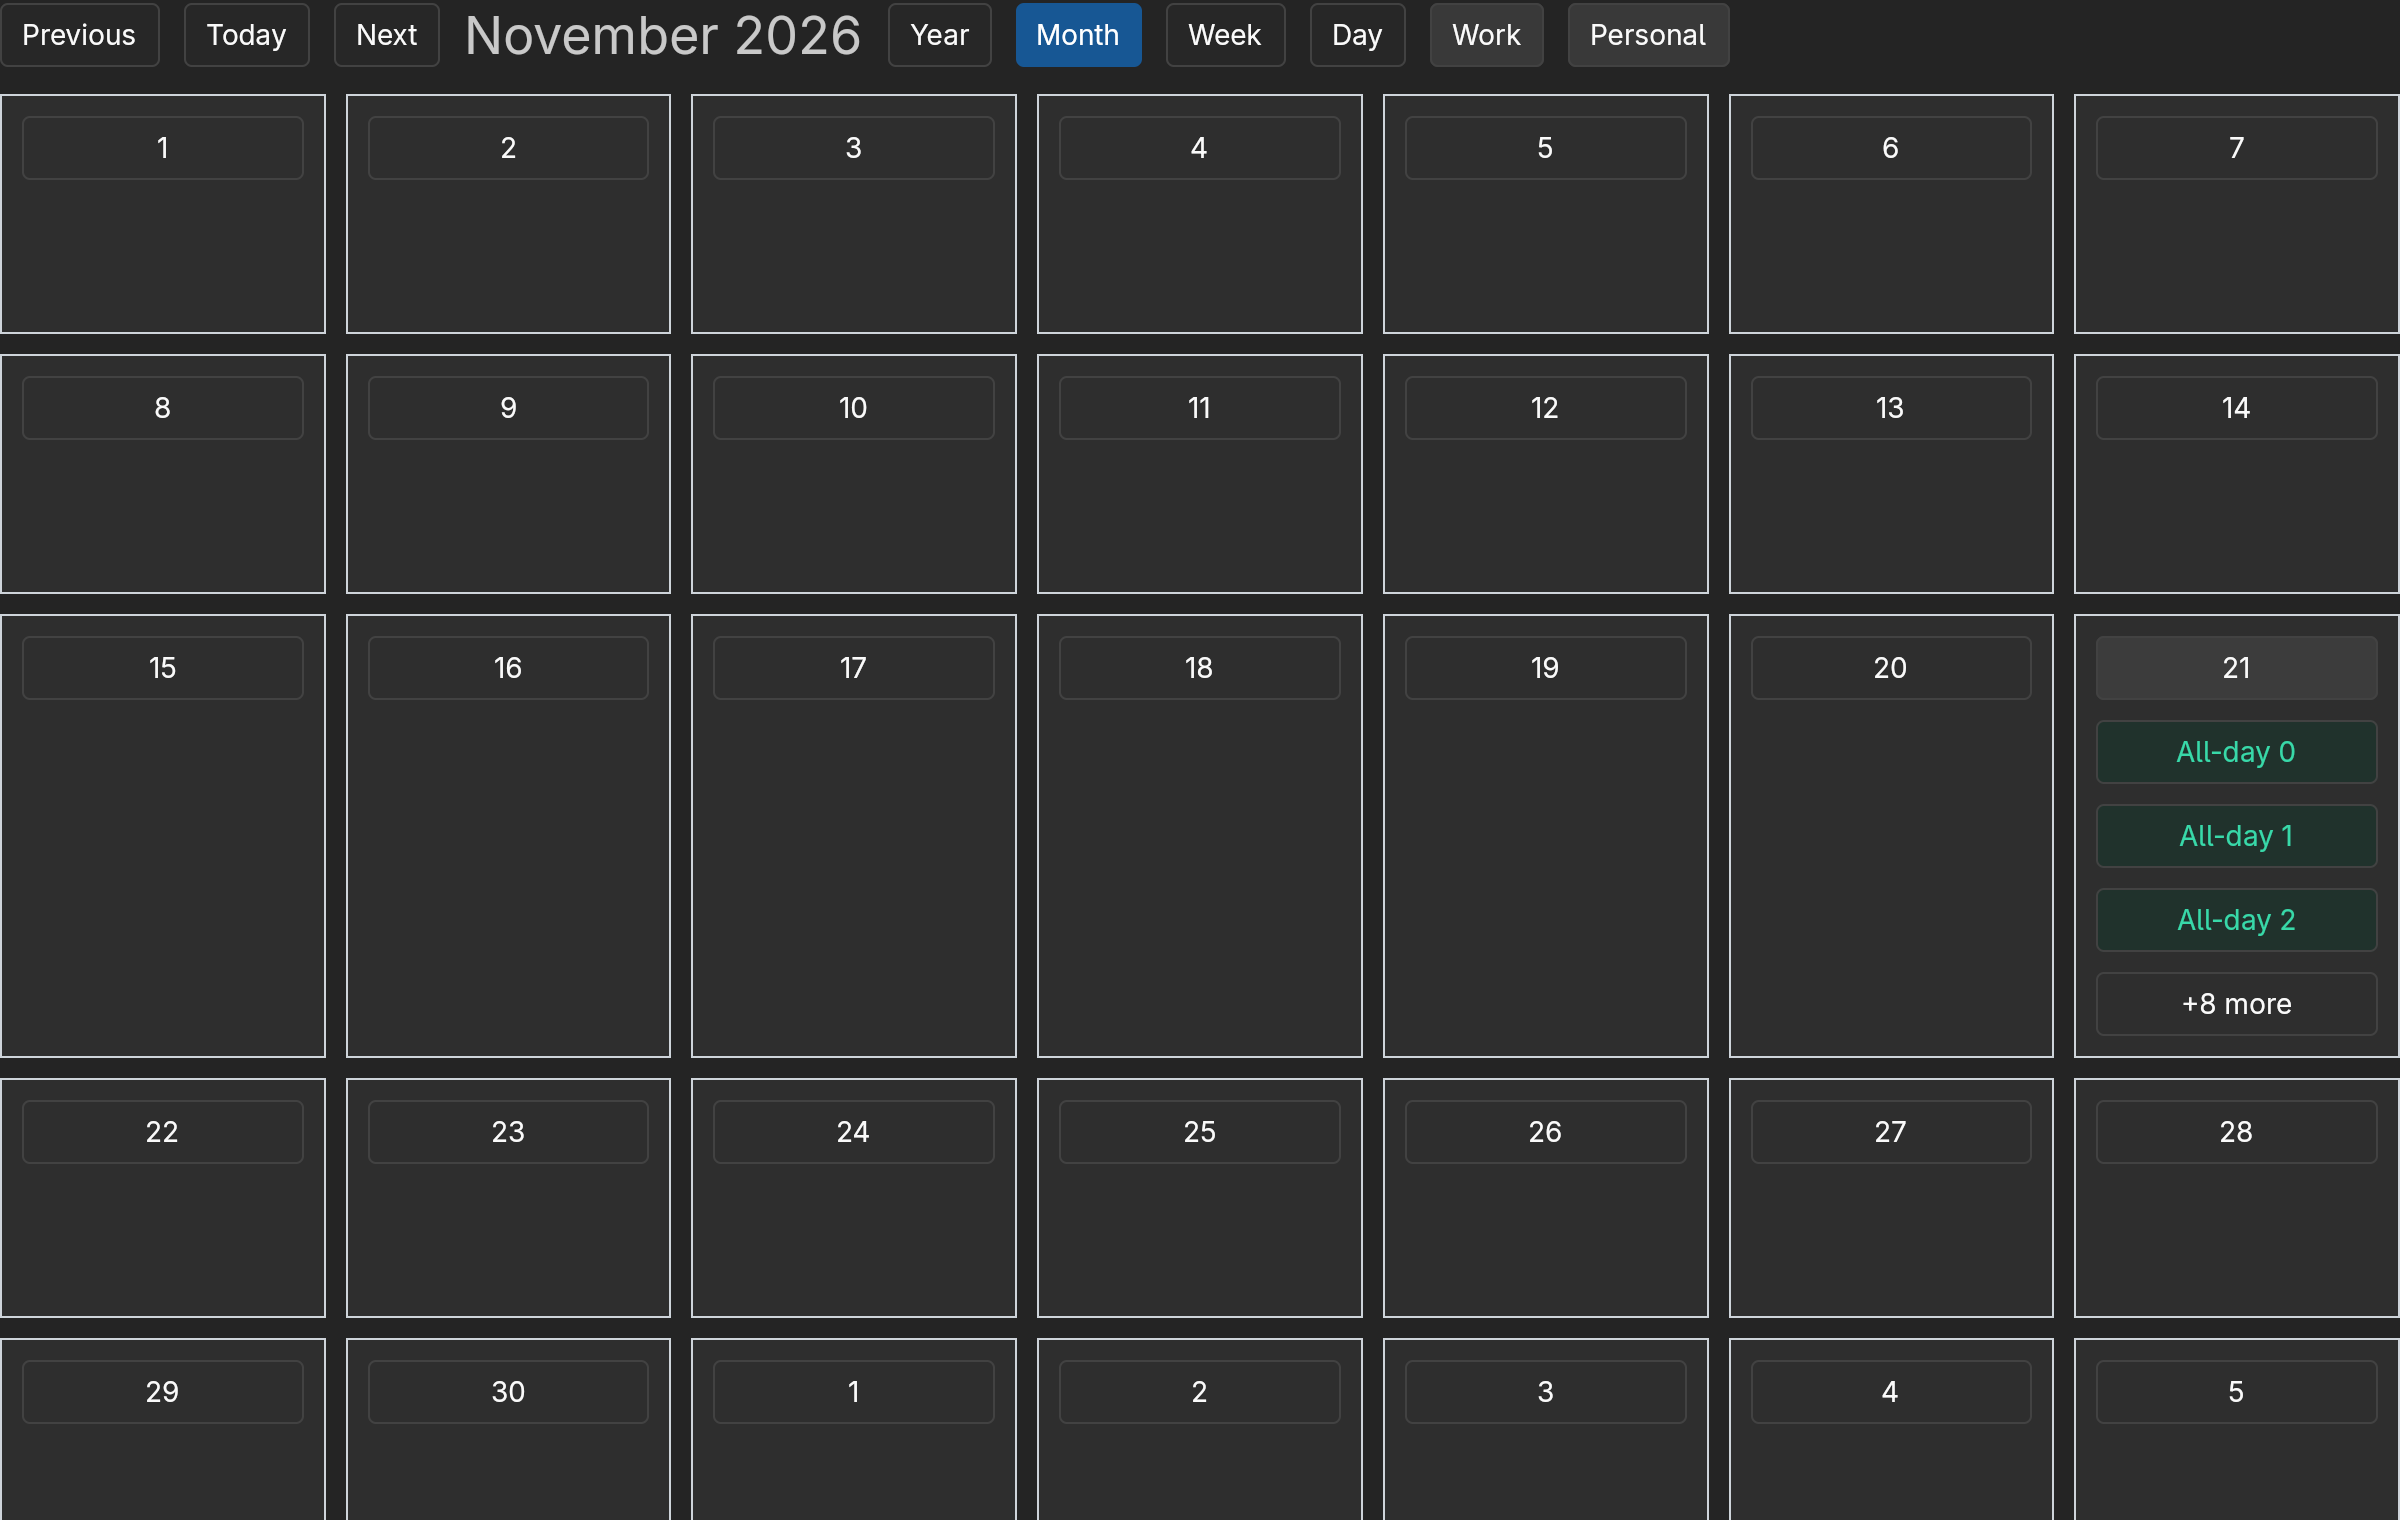 Previous Today Next November 2026 Year Month Week Day Work Personal
1 2 3 4 5 6 7
8 9 10 11 12 13 14
15 16 17 18 19 20 21
All-day 0
All-day 1
All-day 2
+8 more
22 23 24 25 26 27 28
29 30 1 2 3 4 5